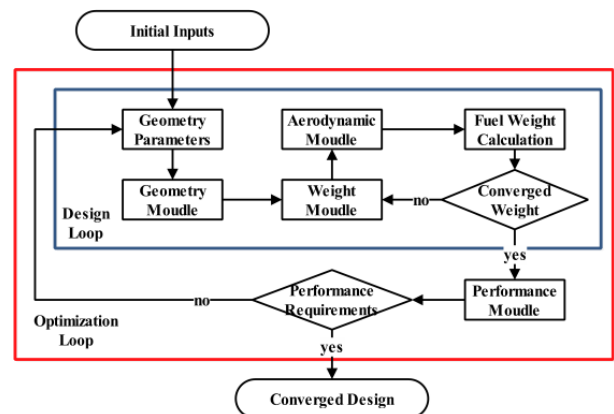 Initial Inputs
Geometry
Parameters
Aerodynamic
Moudle
Fuel Weight
Calculation
Geometry
Moudle
Weight
Moudle
no
Converged
Weight
Design
Loop
yes
Performance
Requirements
Performance
Moudle
no
Optimization
Loop
yes
Converged Design